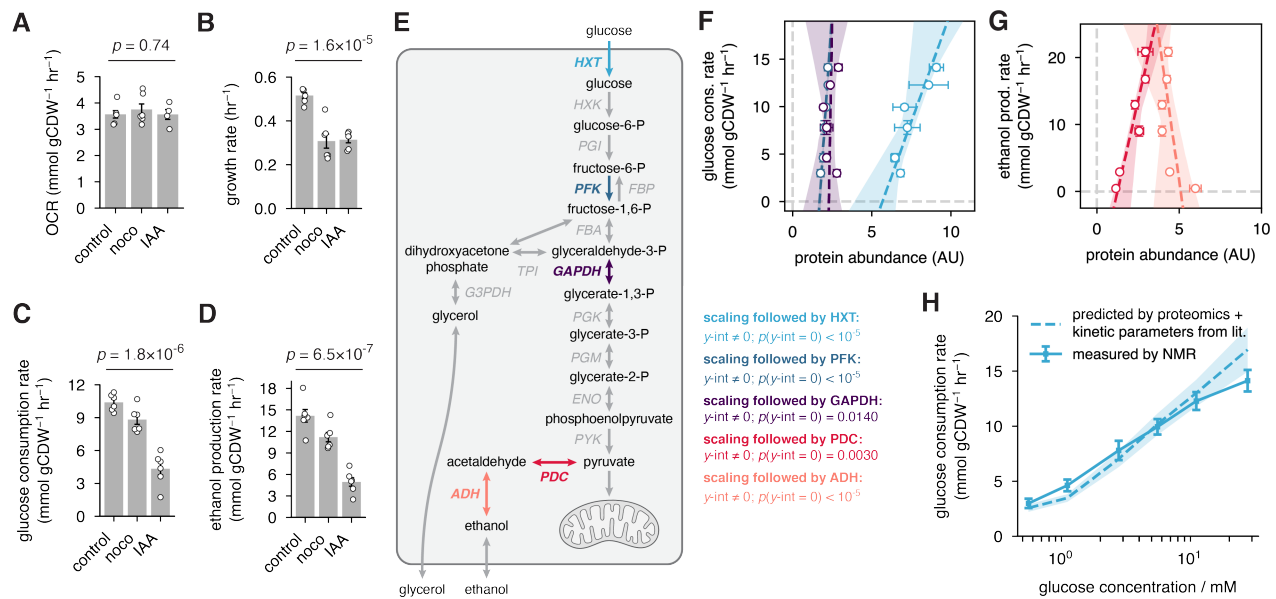 A
p = 0.74
OCR (mmol gCDW⁻¹ hr⁻¹)
5
4
3
2
1
0
control
noco
IAA
B
p = 1.6×10⁻⁵
growth rate (hr⁻¹)
0.6
0.4
0.2
0.0
control
noco
IAA
C
p = 1.8×10⁻⁶
glucose consumption rate
(mmol gCDW⁻¹ hr⁻¹)
12
9
6
3
0
control
noco
IAA
D
p = 6.5×10⁻⁷
ethanol production rate
(mmol gCDW⁻¹ hr⁻¹)
18
15
12
9
6
3
0
control
noco
IAA
E
glucose
HXT
glucose
HXK
glucose-6-P
PGI
fructose-6-P
PFK
FBP
fructose-1,6-P
FBA
dihydroxyacetone
phosphate
glyceraldehyde-3-P
TPI
GAPDH
G3PDH
glycerate-1,3-P
glycerol
PGK
glycerate-3-P
PGM
glycerate-2-P
ENO
phosphoenolpyruvate
PYK
acetaldehyde
pyruvate
PDC
ADH
ethanol
glycerol
ethanol
F
glucose cons. rate
(mmol gCDW⁻¹ hr⁻¹)
15
10
5
0
0
5
10
protein abundance (AU)
G
ethanol prod. rate
(mmol gCDW⁻¹ hr⁻¹)
20
10
0
0
5
10
protein abundance (AU)
scaling followed by HXT:
y-int ≠ 0; p(y-int = 0) < 10⁻⁵
scaling followed by PFK:
y-int ≠ 0; p(y-int = 0) < 10⁻⁵
scaling followed by GAPDH:
y-int ≠ 0; p(y-int = 0) = 0.0140
scaling followed by PDC:
y-int ≠ 0; p(y-int = 0) = 0.0030
scaling followed by ADH:
y-int ≠ 0; p(y-int = 0) < 10⁻⁵
H
predicted by proteomics +
kinetic parameters from lit.
measured by NMR
glucose consumption rate
(mmol gCDW⁻¹ hr⁻¹)
20
15
10
5
0
10⁰
10¹
glucose concentration / mM